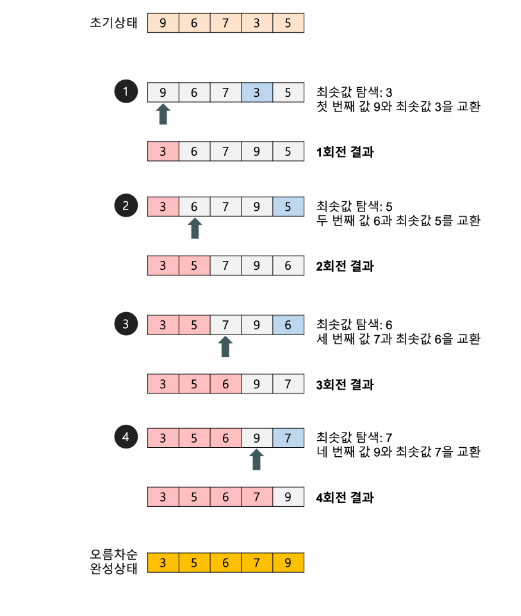 초기상태 9 6 7 3 5
1 9 6 7 3 5 최솟값 탐색: 3
첫 번째 값 9와 최솟값 3을 교환
3 6 7 9 5 1회전 결과
2 3 6 7 9 5 최솟값 탐색: 5
두 번째 값 6과 최솟값 5를 교환
3 5 7 9 6 2회전 결과
3 3 5 7 9 6 최솟값 탐색: 6
세 번째 값 7과 최솟값 6을 교환
3 5 6 9 7 3회전 결과
4 3 5 6 9 7 최솟값 탐색: 7
네 번째 값 9와 최솟값 7을 교환
3 5 6 7 9 4회전 결과
오름차순
완성상태 3 5 6 7 9